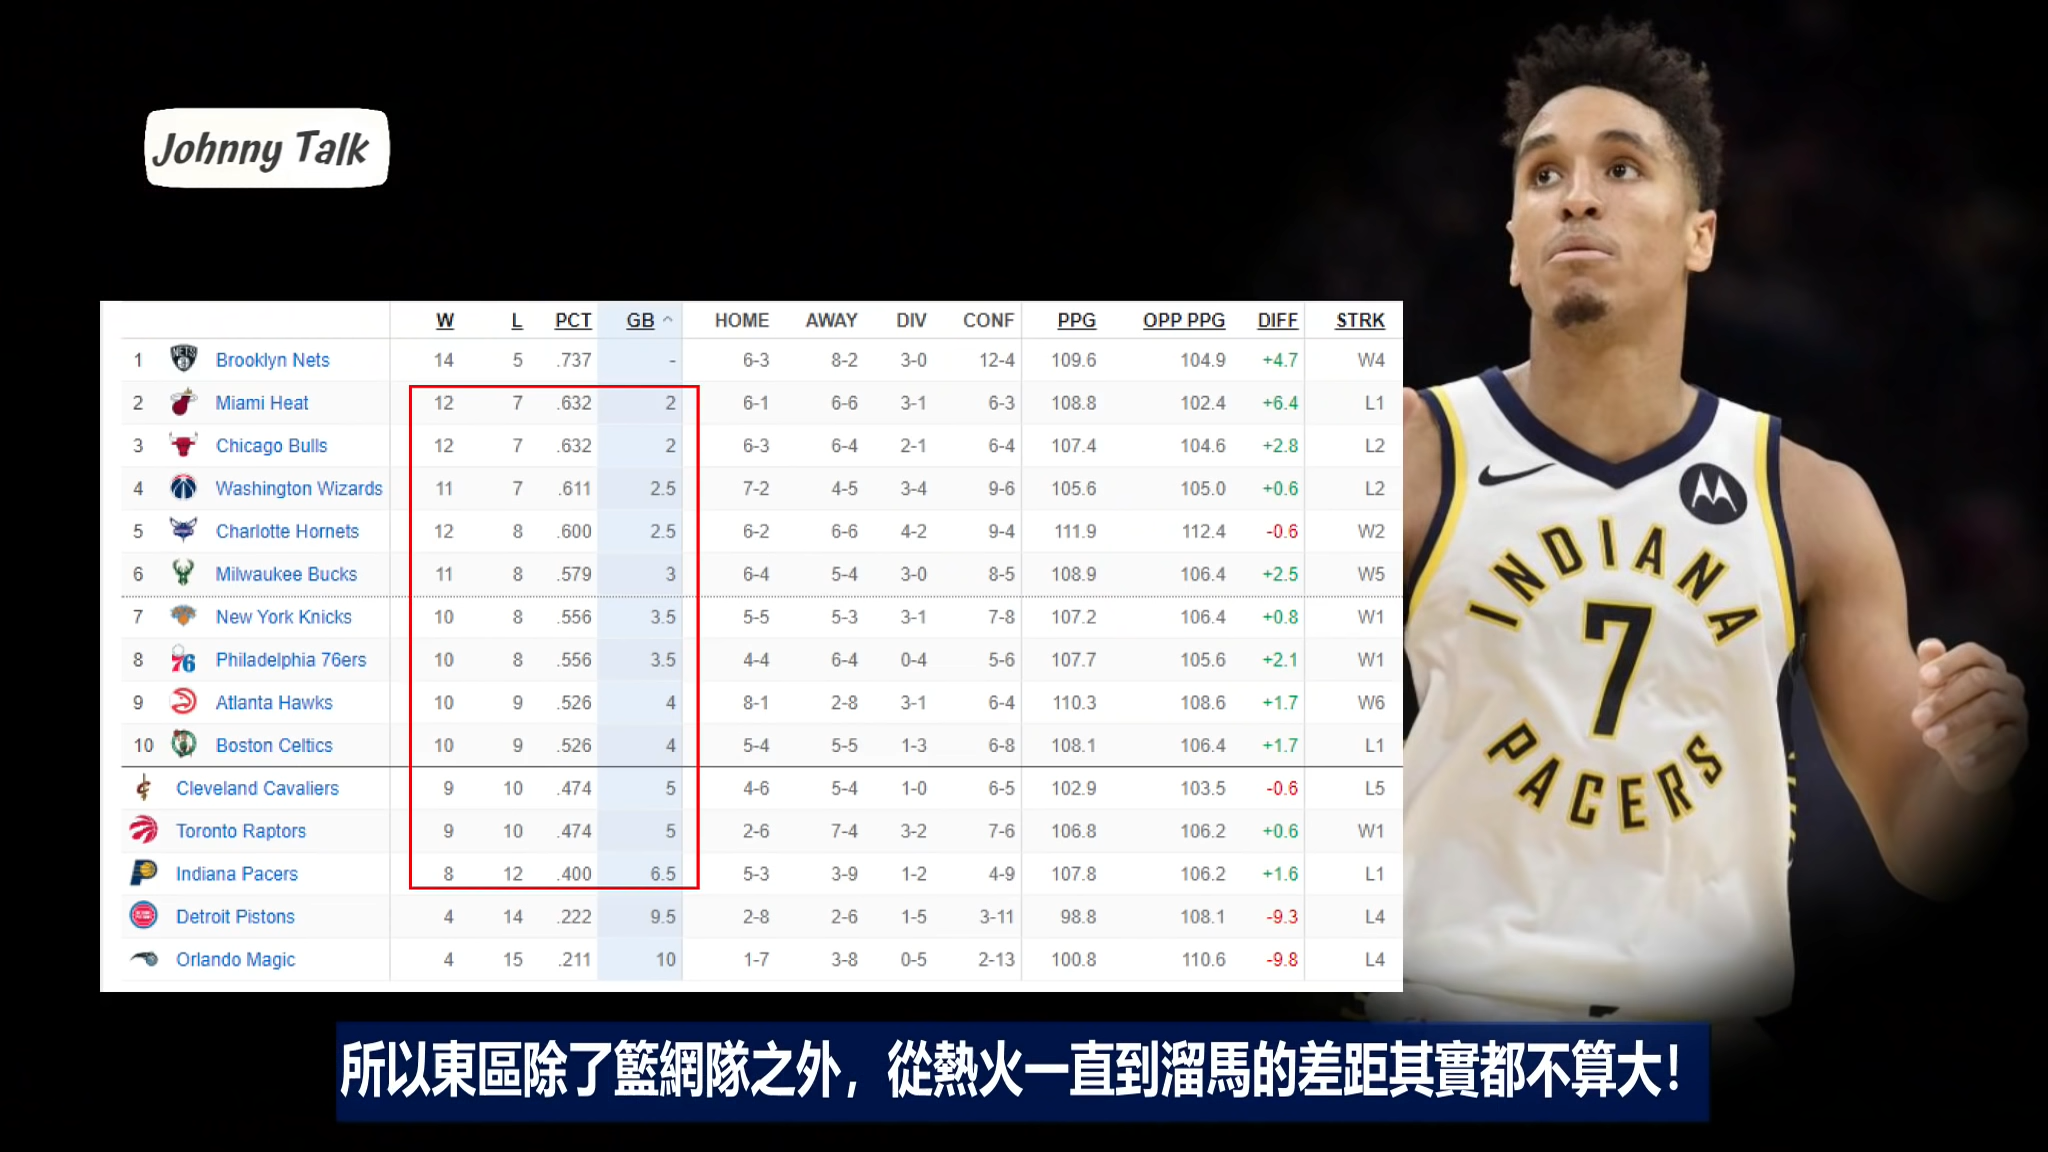 Johnny Talk
W L PCT GB HOME AWAY DIV CONF PPG OPP PPG DIFF STRK
1 Brooklyn Nets 14 5 .737 - 6-3 8-2 3-0 12-4 109.6 104.9 +4.7 W4
2 Miami Heat 12 7 .632 2 6-1 6-6 3-1 6-3 108.8 102.4 +6.4 L1
3 Chicago Bulls 12 7 .632 2 6-3 6-4 2-1 6-4 107.4 104.6 +2.8 L2
4 Washington Wizards 11 7 .611 2.5 7-2 4-5 3-4 9-6 105.6 105.0 +0.6 L2
5 Charlotte Hornets 12 8 .600 2.5 6-2 6-6 4-2 9-4 111.9 112.4 -0.6 W2
6 Milwaukee Bucks 11 8 .579 3 6-4 5-4 3-0 8-5 108.9 106.4 +2.5 W5
7 New York Knicks 10 8 .556 3.5 5-5 5-3 3-1 7-8 107.2 106.4 +0.8 W1
8 Philadelphia 76ers 10 8 .556 3.5 4-4 6-4 0-4 5-6 107.7 105.6 +2.1 W1
9 Atlanta Hawks 10 9 .526 4 8-1 2-8 3-1 6-4 110.3 108.6 +1.7 W6
10 Boston Celtics 10 9 .526 4 5-4 5-5 1-3 6-8 108.1 106.4 +1.7 L1
Cleveland Cavaliers 9 10 .474 5 4-6 5-4 1-0 6-5 102.9 103.5 -0.6 L5
Toronto Raptors 9 10 .474 5 2-6 7-4 3-2 7-6 106.8 106.2 +0.6 W1
Indiana Pacers 8 12 .400 6.5 5-3 3-9 1-2 4-9 107.8 106.2 +1.6 L1
Detroit Pistons 4 14 .222 9.5 2-8 2-6 1-5 3-11 98.8 108.1 -9.3 L4
Orlando Magic 4 15 .211 10 1-7 3-8 0-5 2-13 100.8 110.6 -9.8 L4
INDIANA
7
PACERS
所以東區除了籃網隊之外，從熱火一直到溜馬的差距其實都不算大！